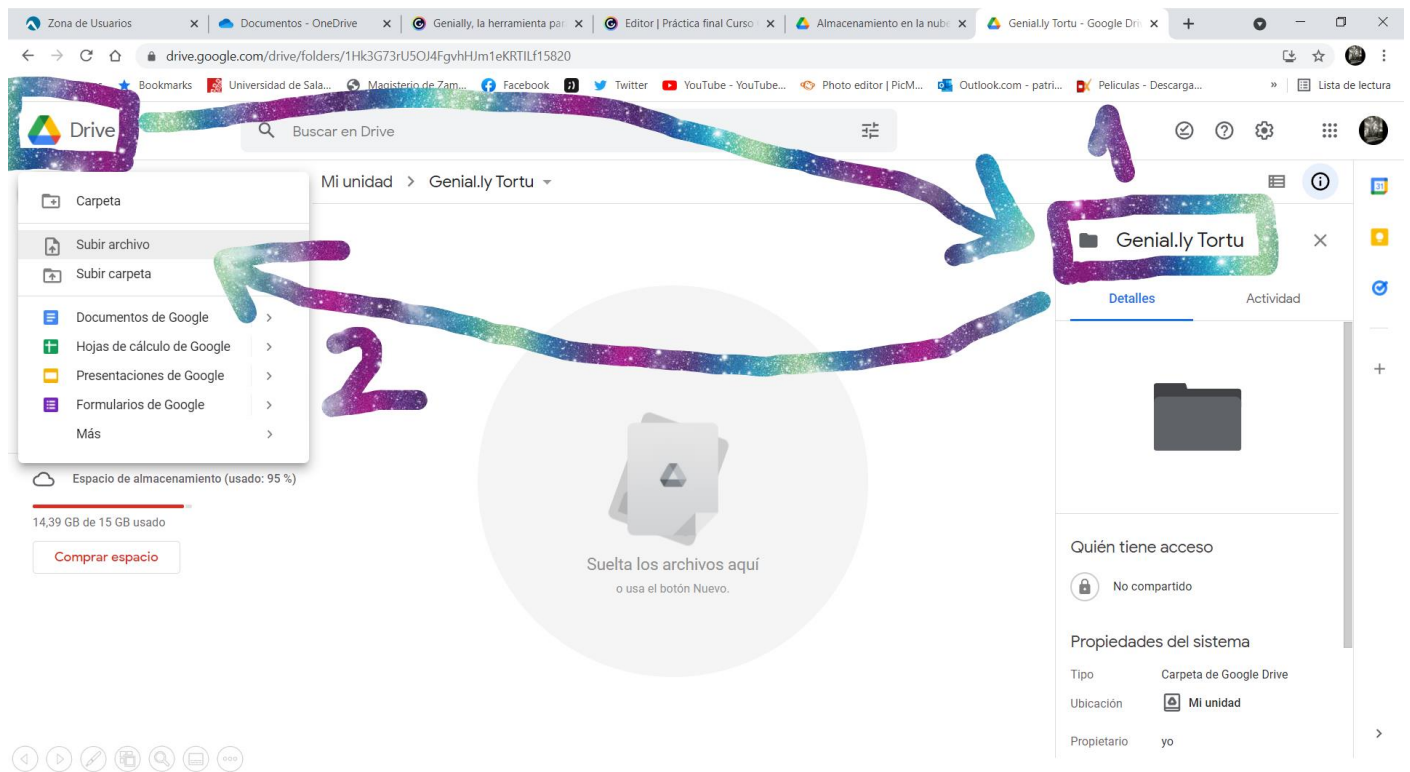 Zona de Usuarios
Documentos - OneDrive
Genially, la herramienta par
Editor | Práctica final Curso
Almacenamiento en la nube
Genial.ly Tortu - Google Driv
drive.google.com/drive/folders/1Hk3G73rU5OJ4FgvhHJm1eKRTILf15820
Bookmarks
Universidad de Sala...
Magisterio de Zam...
Facebook
Twitter
YouTube - YouTube...
Photo editor | PicM...
Outlook.com - patri...
Peliculas - Descarga...
»
Lista de lectura
Drive
Buscar en Drive
1
Mi unidad > Genial.ly Tortu
Carpeta
Subir archivo
Subir carpeta
Documentos de Google
Hojas de cálculo de Google
Presentaciones de Google
Formularios de Google
Más
2
Espacio de almacenamiento (usado: 95 %)
14,39 GB de 15 GB usado
Comprar espacio
Suelta los archivos aquí
o usa el botón Nuevo.
Genial.ly Tortu
31
Detalles
Actividad
Quién tiene acceso
No compartido
Propiedades del sistema
Tipo Carpeta de Google Drive
Ubicación Mi unidad
Propietario yo